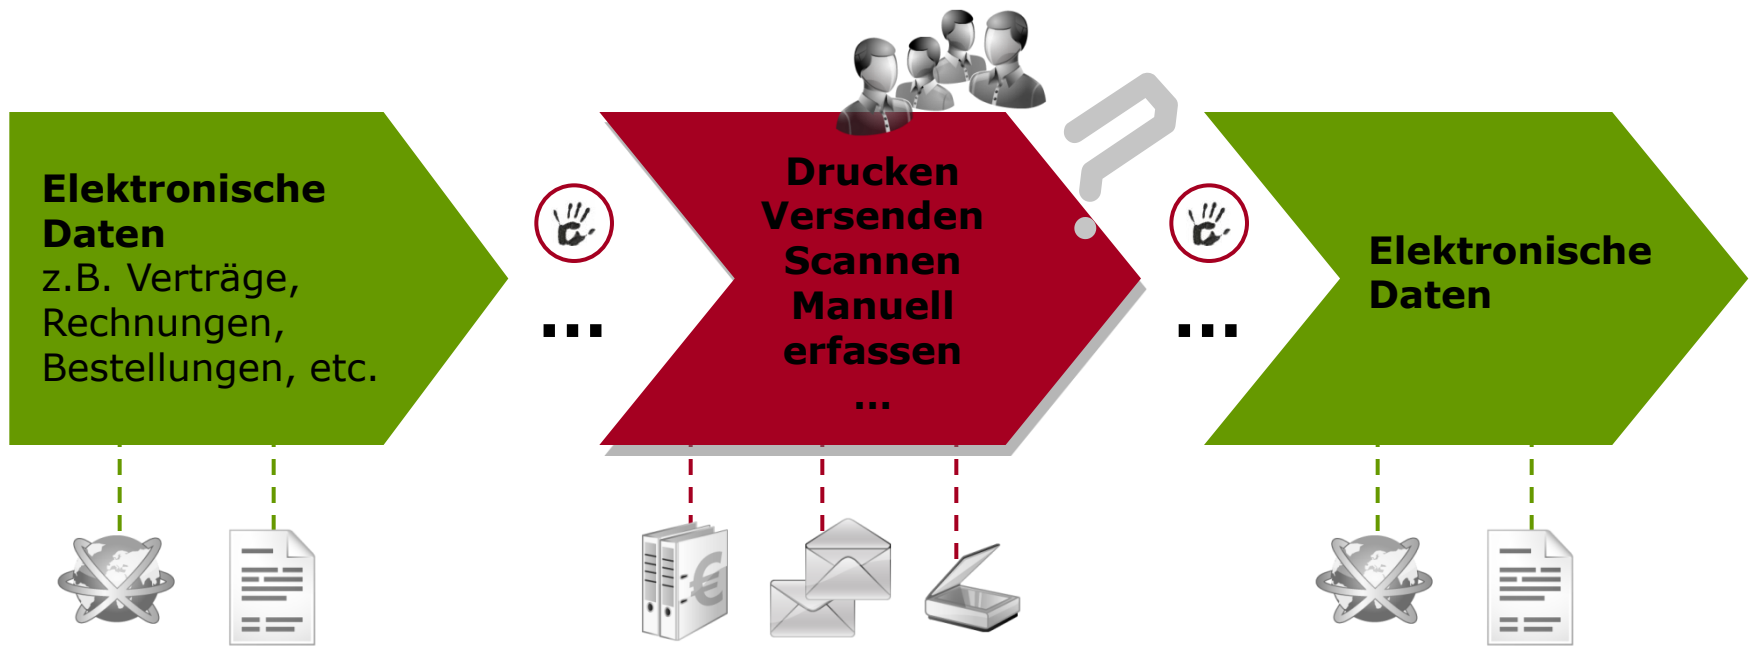 Elektronische
Daten
z.B. Verträge,
Rechnungen,
Bestellungen, etc.
...
Drucken
Versenden
Scannen
Manuell
erfassen
...
?
...
Elektronische
Daten
€